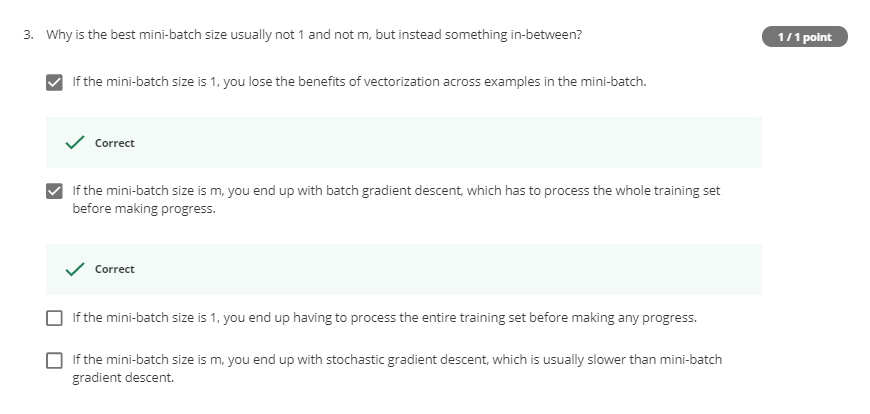 3. Why is the best mini-batch size usually not 1 and not m, but instead something in-between?
1 / 1 point
If the mini-batch size is 1, you lose the benefits of vectorization across examples in the mini-batch.
Correct
If the mini-batch size is m, you end up with batch gradient descent, which has to process the whole training set
before making progress.
Correct
If the mini-batch size is 1, you end up having to process the entire training set before making any progress.
If the mini-batch size is m, you end up with stochastic gradient descent, which is usually slower than mini-batch
gradient descent.